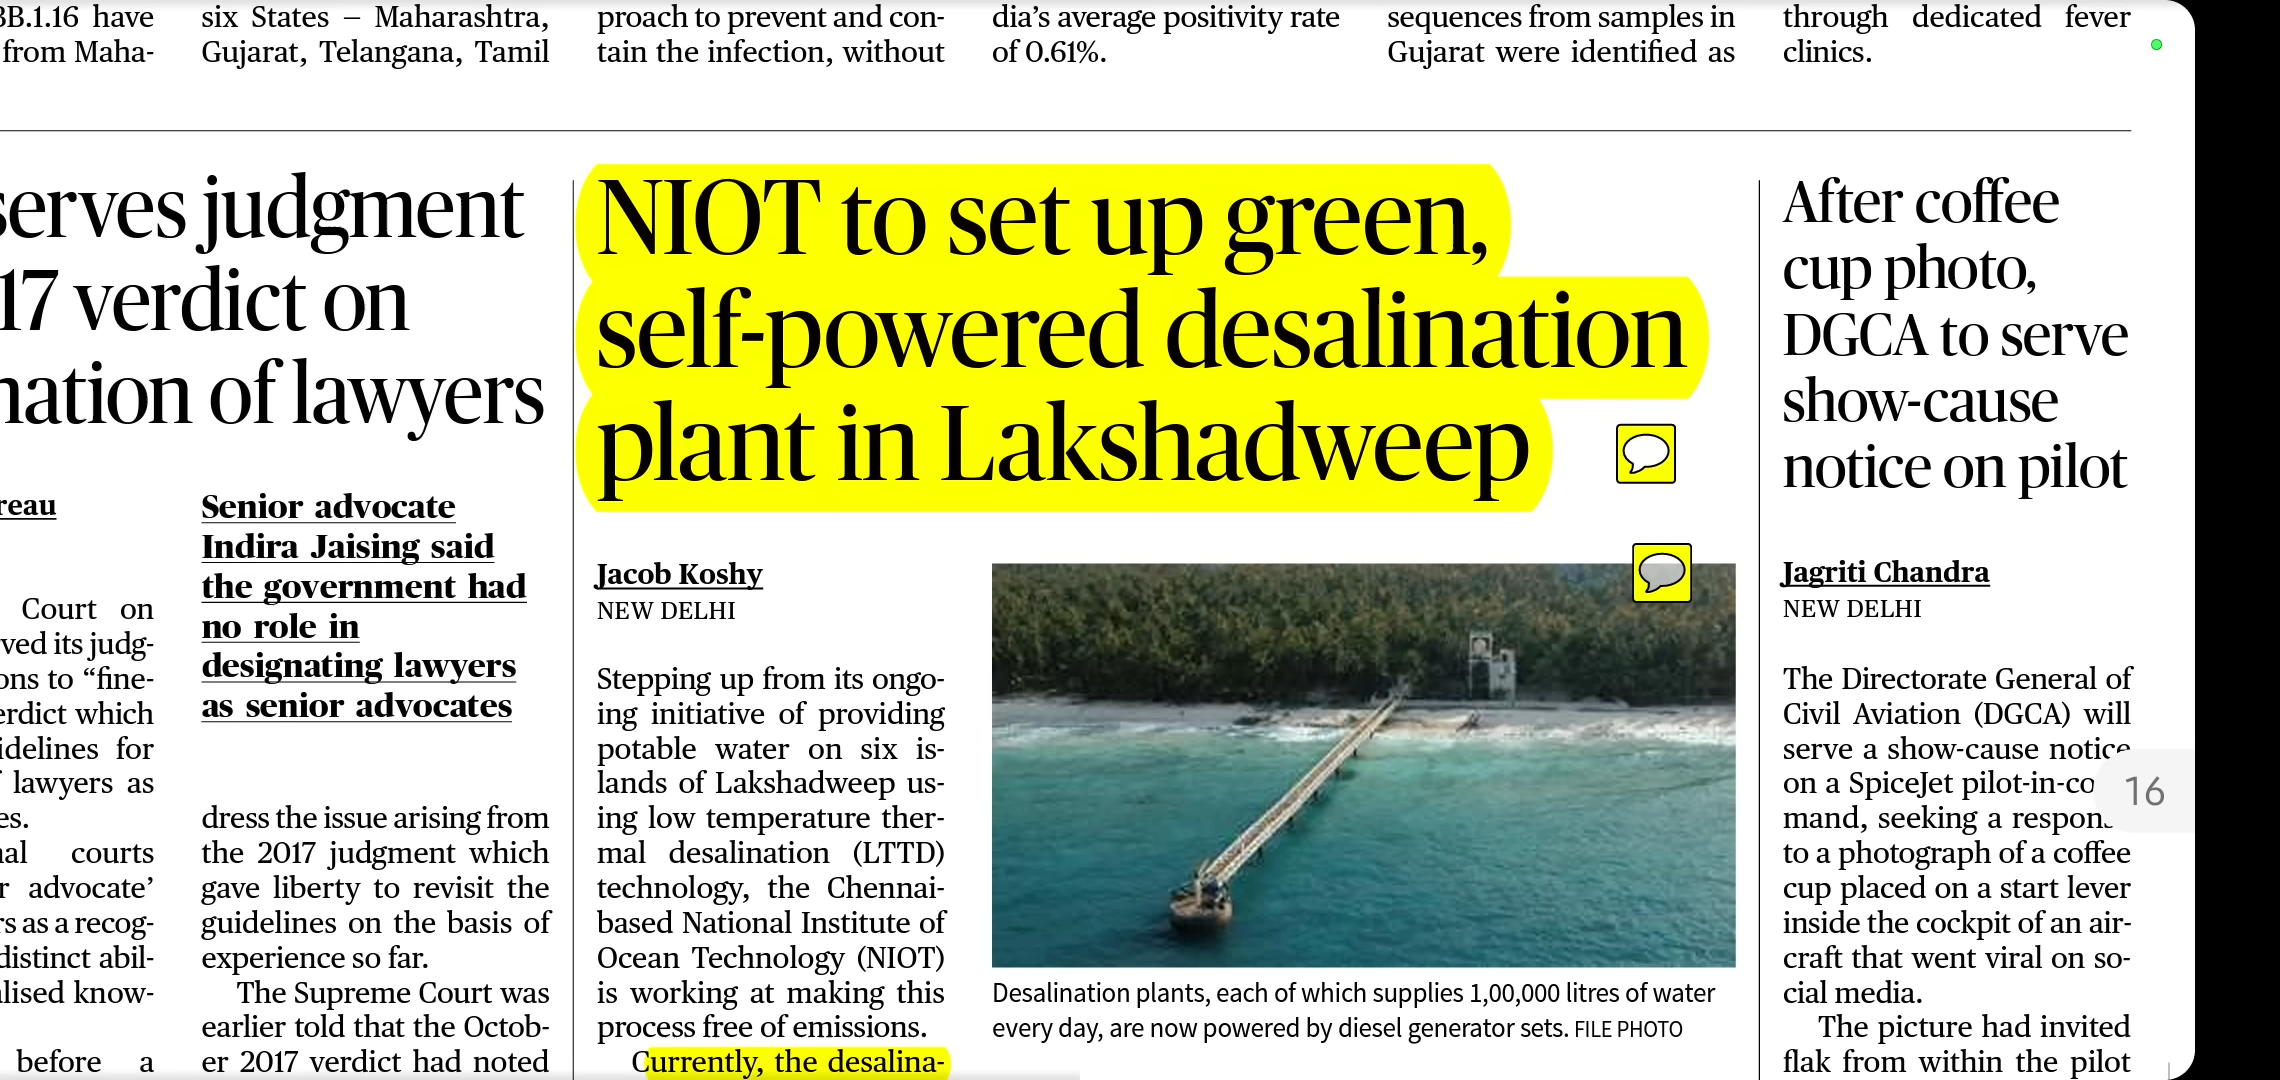 BB.1.16 have
from Maha-
six States — Maharashtra,
Gujarat, Telangana, Tamil
proach to prevent and con-
tain the infection, without
dia’s average positivity rate
of 0.61%.
sequences from samples in
Gujarat were identified as
through dedicated fever
clinics.
serves judgment
17 verdict on
nation of lawyers
reau
Court on
ved its judg-
ons to “fine-
erdict which
idelines for
lawyers as
es.
nal courts
r advocate’
rs as a recog-
distinct abil-
alised know-
before a
Senior advocate
Indira Jaising said
the government had
no role in
designating lawyers
as senior advocates
dress the issue arising from
the 2017 judgment which
gave liberty to revisit the
guidelines on the basis of
experience so far.
The Supreme Court was
earlier told that the Octob-
er 2017 verdict had noted
NIOT to set up green,
self-powered desalination
plant in Lakshadweep
Jacob Koshy
NEW DELHI
Stepping up from its ongo-
ing initiative of providing
potable water on six is-
lands of Lakshadweep us-
ing low temperature ther-
mal desalination (LTTD)
technology, the Chennai-
based National Institute of
Ocean Technology (NIOT)
is working at making this
process free of emissions.
Currently, the desalina-
Desalination plants, each of which supplies 1,00,000 litres of water
every day, are now powered by diesel generator sets. FILE PHOTO
After coffee
cup photo,
DGCA to serve
show-cause
notice on pilot
Jagriti Chandra
NEW DELHI
The Directorate General of
Civil Aviation (DGCA) will
serve a show-cause notice
on a SpiceJet pilot-in-co
mand, seeking a respons
to a photograph of a coffee
cup placed on a start lever
inside the cockpit of an air-
craft that went viral on so-
cial media.
The picture had invited
flak from within the pilot
16